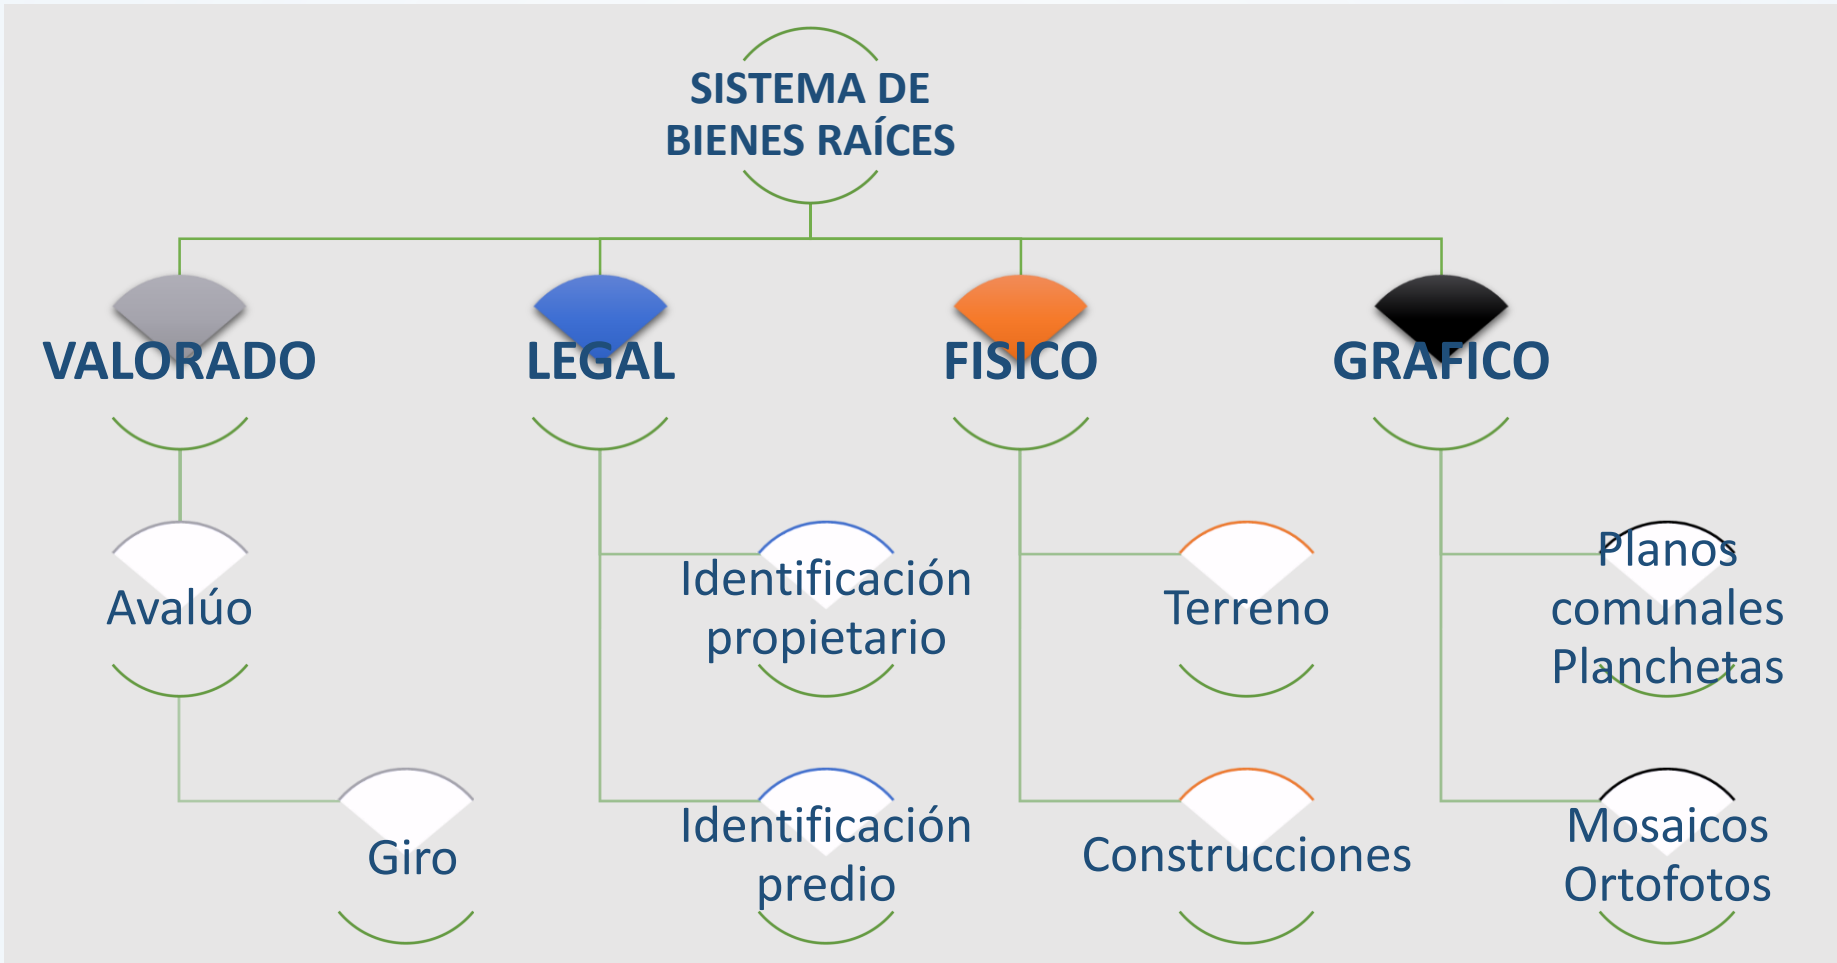 SISTEMA DE
BIENES RAÍCES
VALORADO
LEGAL
FISICO
GRAFICO
Avalúo
Giro
Identificación
propietario
Identificación
predio
Terreno
Construcciones
Planos
comunales
Planchetas
Mosaicos
Ortofotos